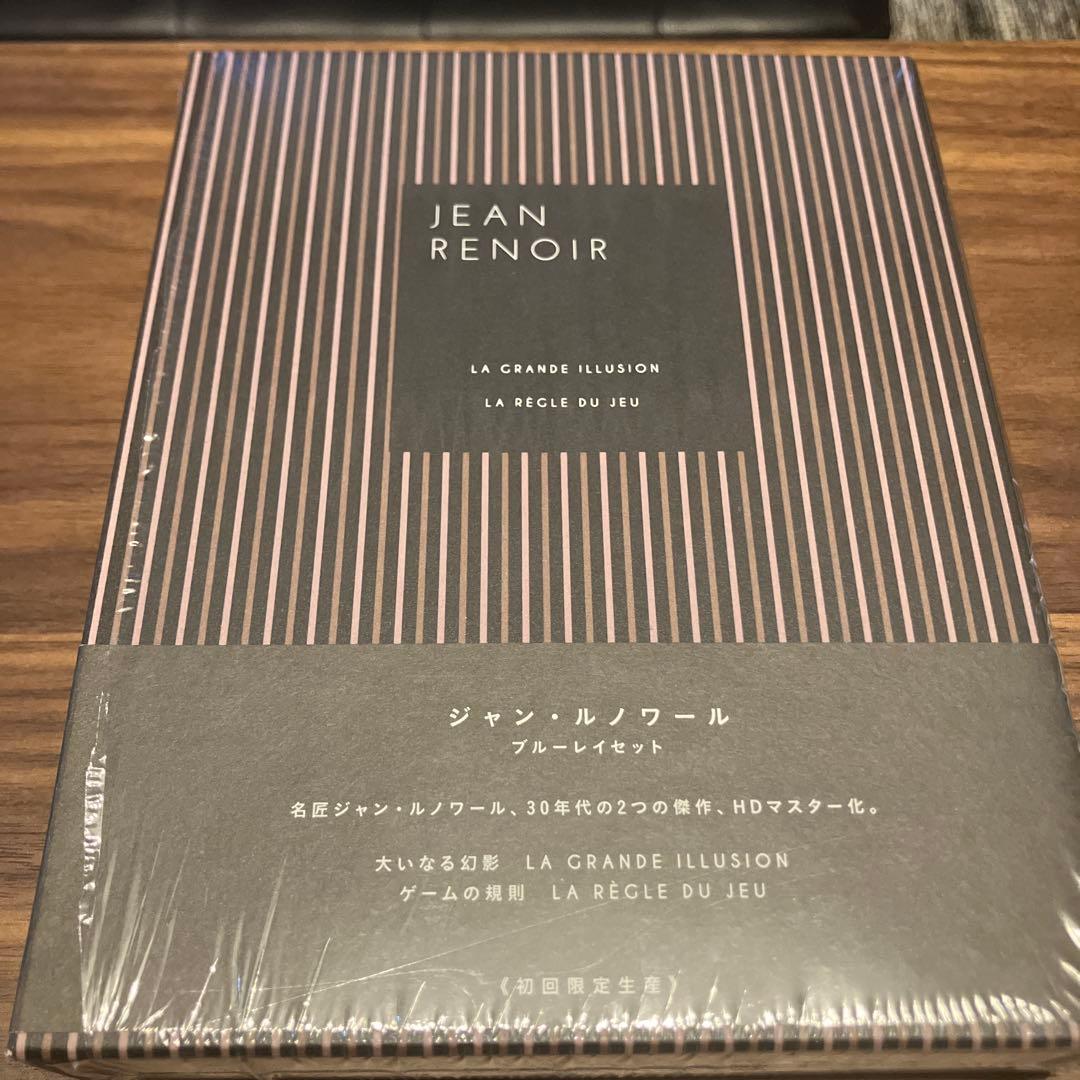 JEAN
RENOIR
LA GRANDE ILLUSION
LA RÈGLE DU JEU
ジャン・ルノワール
ブルーレイセット
名匠ジャン・ルノワール、30年代の2つの傑作、HDマスター化。
大いなる幻影 LA GRANDE ILLUSION
ゲームの規則 LA RÈGLE DU JEU
《初回限定生産》